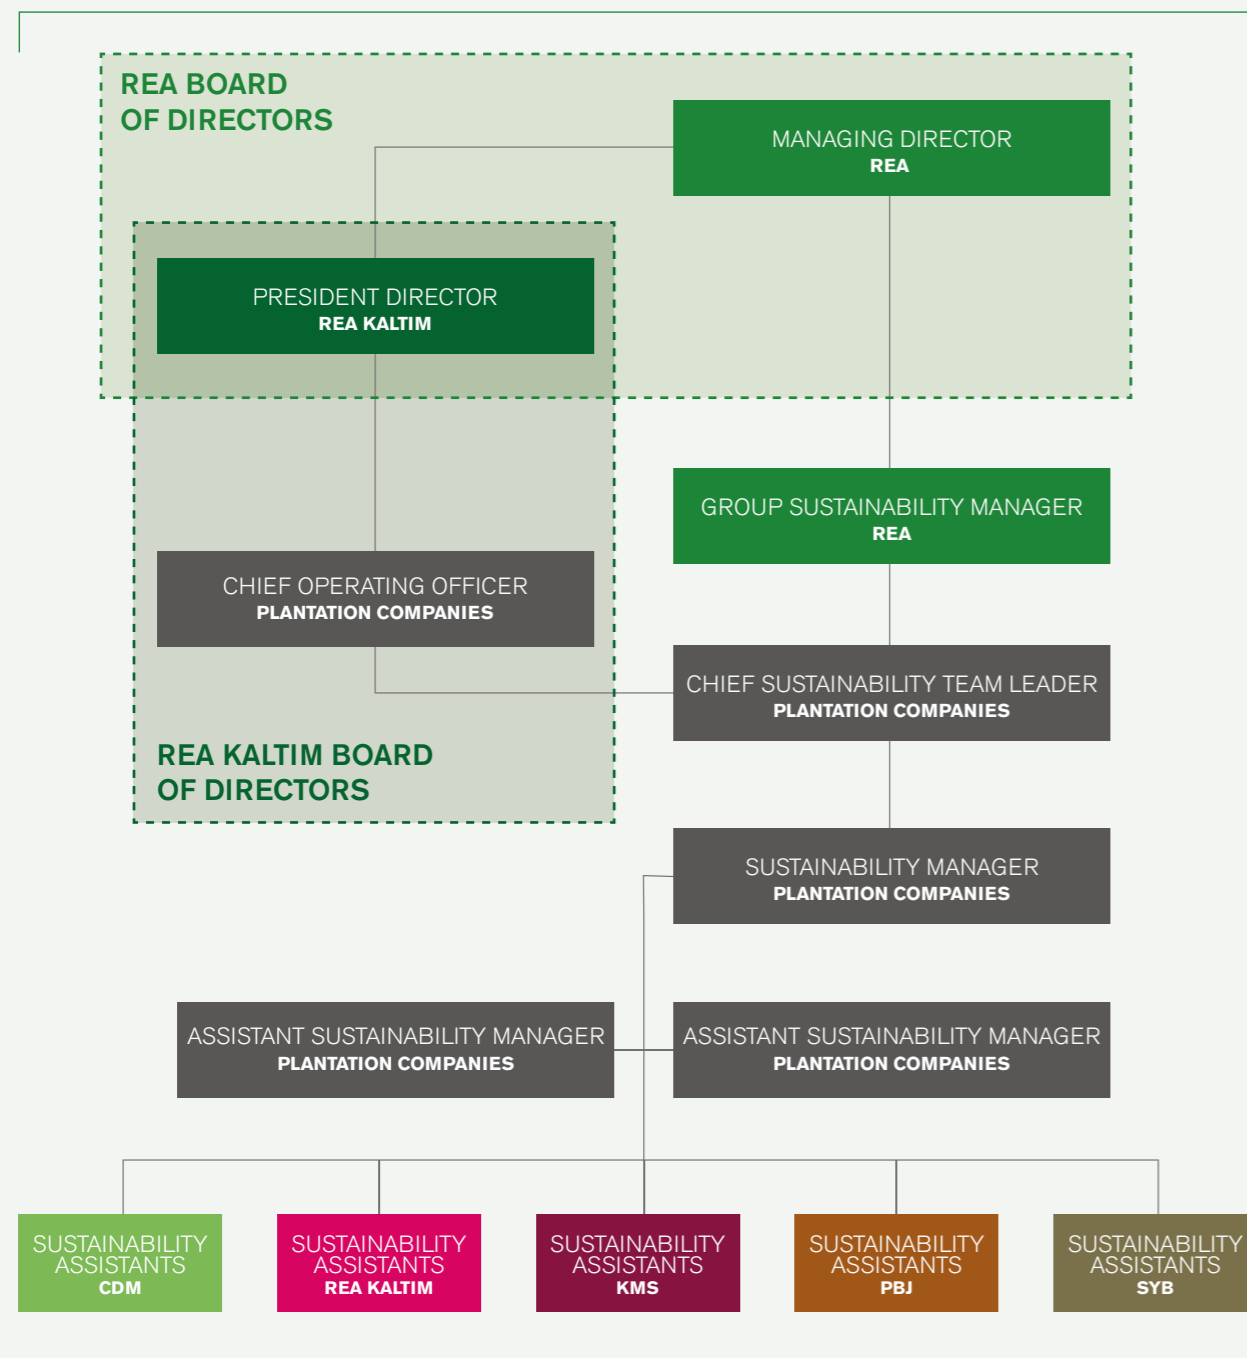 REA BOARD
OF DIRECTORS
MANAGING DIRECTOR
REA
PRESIDENT DIRECTOR
REA KALTIM
GROUP SUSTAINABILITY MANAGER
REA
CHIEF OPERATING OFFICER
PLANTATION COMPANIES
CHIEF SUSTAINABILITY TEAM LEADER
PLANTATION COMPANIES
REA KALTIM BOARD
OF DIRECTORS
SUSTAINABILITY MANAGER
PLANTATION COMPANIES
ASSISTANT SUSTAINABILITY MANAGER
PLANTATION COMPANIES
ASSISTANT SUSTAINABILITY MANAGER
PLANTATION COMPANIES
SUSTAINABILITY
ASSISTANTS
CDM
SUSTAINABILITY
ASSISTANTS
REA KALTIM
SUSTAINABILITY
ASSISTANTS
KMS
SUSTAINABILITY
ASSISTANTS
PBJ
SUSTAINABILITY
ASSISTANTS
SYB